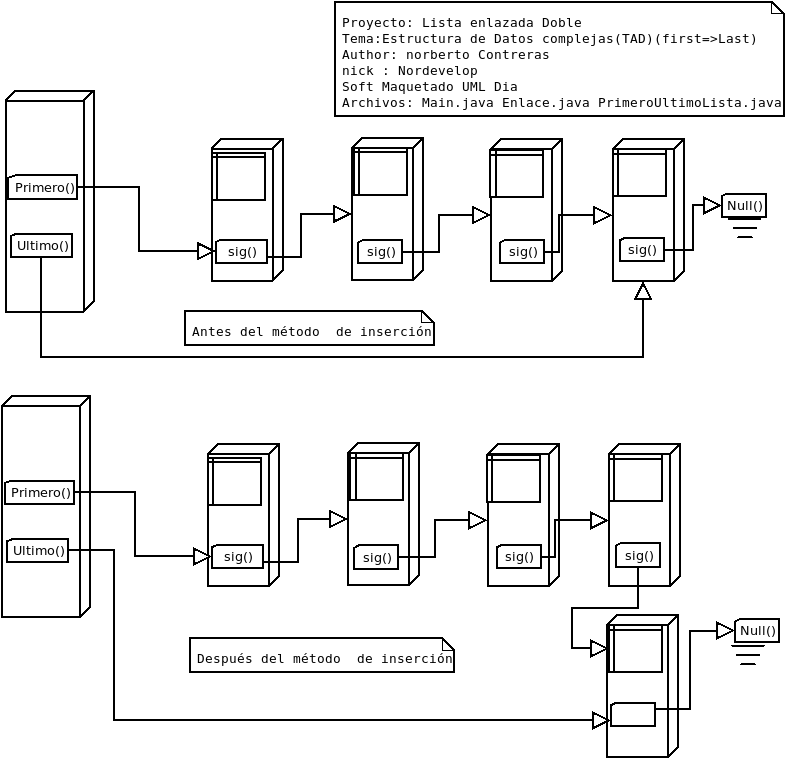 Proyecto: Lista enlazada Doble
Tema:Estructura de Datos complejas(TAD)(first=>Last)
Author: norberto Contreras
nick : Nordevelop
Soft Maquetado UML Dia
Archivos: Main.java Enlace.java PrimeroUltimoLista.java
Primero()
Ultimo()
sig()
sig()
sig()
sig()
Null()
Antes del método  de inserción
Primero()
Ultimo()
sig()
sig()
sig()
sig()
Null()
Después del método  de inserción